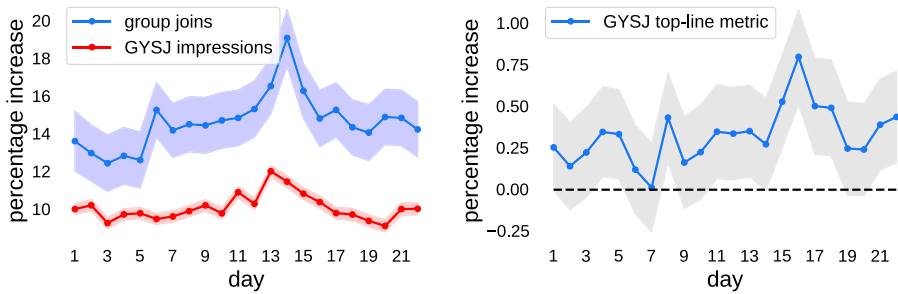 group joins
GYSJ impressions
percentage increase
20
18
16
14
12
10
1 3 5 7 9 11 13 15 17 19 21
day
GYSJ top-line metric
percentage increase
1.00
0.75
0.50
0.25
0.00
−0.25
1 3 5 7 9 11 13 15 17 19 21
day